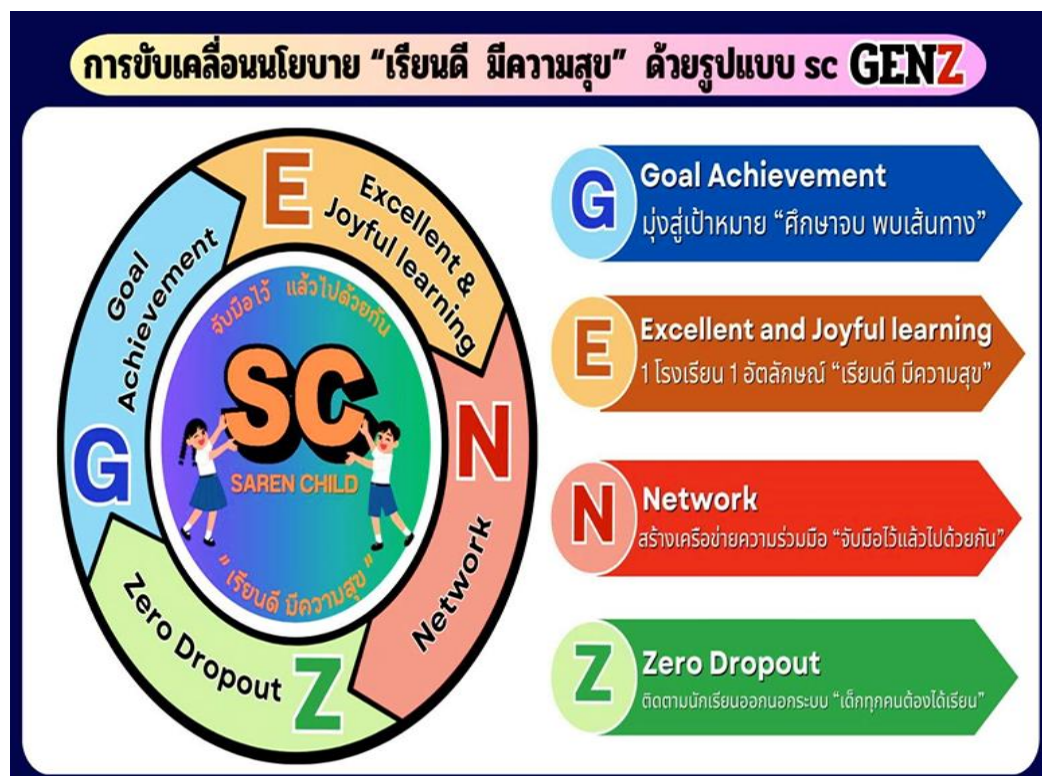 การขับเคลื่อนนโยบาย “เรียนดี มีความสุข” ด้วยรูปแบบ sc GENZ
G
Goal
Achievement
E
Excellent &
Joyful learning
N
Network
Z
Zero Dropout
จับมือไว้ แล้วไปด้วยกัน
SC
SAREN CHILD
“เรียนดี มีความสุข”
G
Goal Achievement
มุ่งสู่เป้าหมาย “ศึกษาจบ พบเส้นทาง”
E
Excellent and Joyful learning
1 โรงเรียน 1 อัตลักษณ์ “เรียนดี มีความสุข”
N
Network
สร้างเครือข่ายความร่วมมือ “จับมือไว้แล้วไปด้วยกัน”
Z
Zero Dropout
ติดตามนักเรียนออกนอกระบบ “เด็กทุกคนต้องได้เรียน”